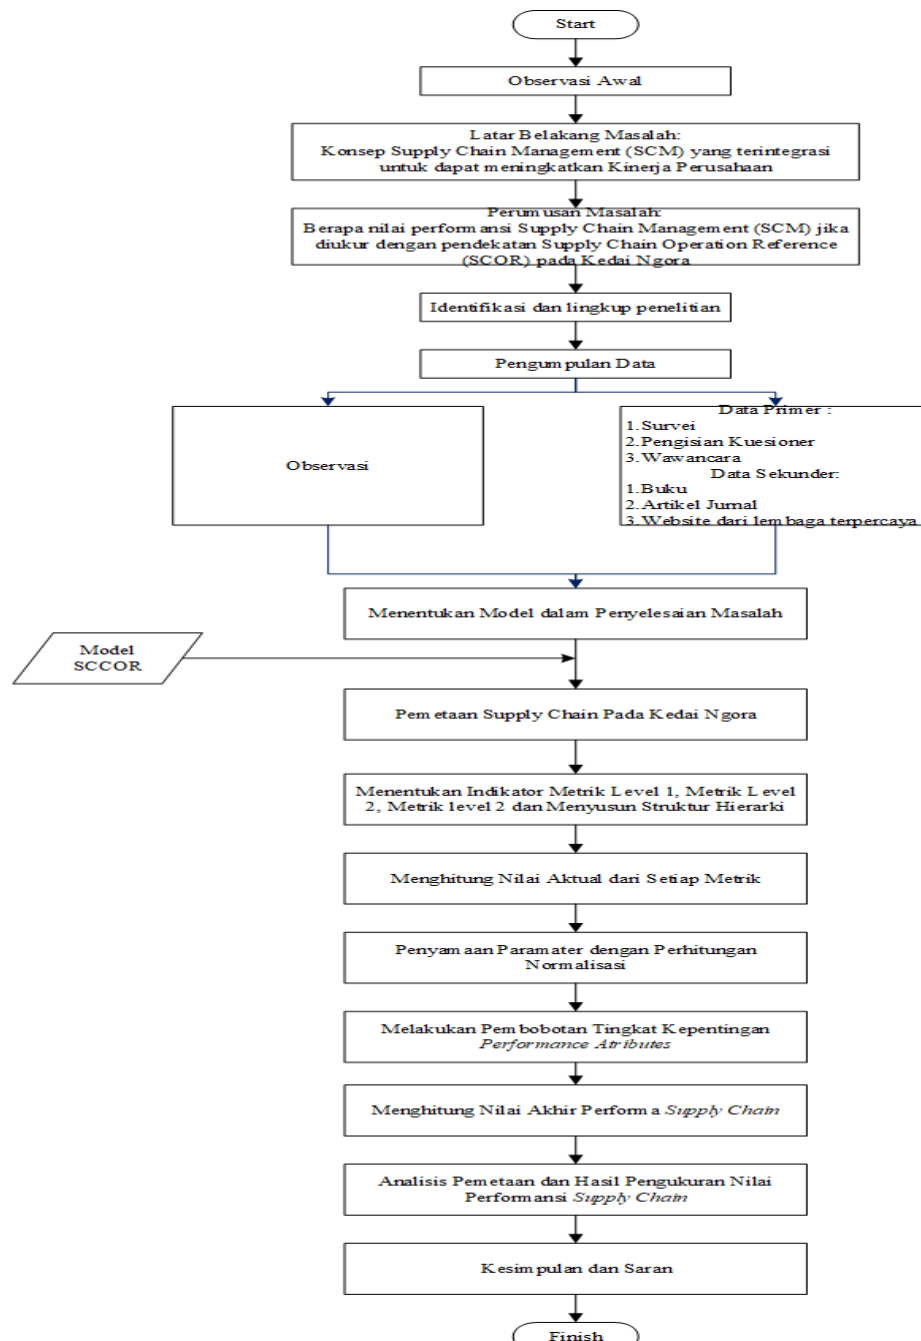 Start
Observasi Awal
Latar Belakang Masalah:
Konsep Supply Chain Management (SCM) yang terintegrasi
untuk dapat meningkatkan Kinerja Perusahaan
Perumusan Masalah:
Berapa nilai performansi Supply Chain Management (SCM) jika
diukur dengan pendekatan Supply Chain Operation Reference
(SCOR) pada Kedai Ngora
Identifikasi dan lingkup penelitian
Pengumpulan Data
Observasi
Data Primer :
1.Survei
2.Pengisian Kuesioner
3.Wawancara
Data Sekunder:
1.Buku
2.Artikel Jurnal
3.Website dari lembaga terpercaya
Menentukan Model dalam Penyelesaian Masalah
Model
SCCOR
Pemetaan Supply Chain Pada Kedai Ngora
Menentukan Indikator Metrik Level 1, Metrik Level
2, Metrik level 2 dan Menyusun Struktur Hierarki
Menghitung Nilai Aktual dari Setiap Metrik
Penyamaan Paramater dengan Perhitungan
Normalisasi
Melakukan Pembobotan Tingkat Kepentingan
Performance Atributes
Menghitung Nilai Akhir Performa Supply Chain
Analisis Pemetaan dan Hasil Pengukuran Nilai
Performansi Supply Chain
Kesimpulan dan Saran
Finish